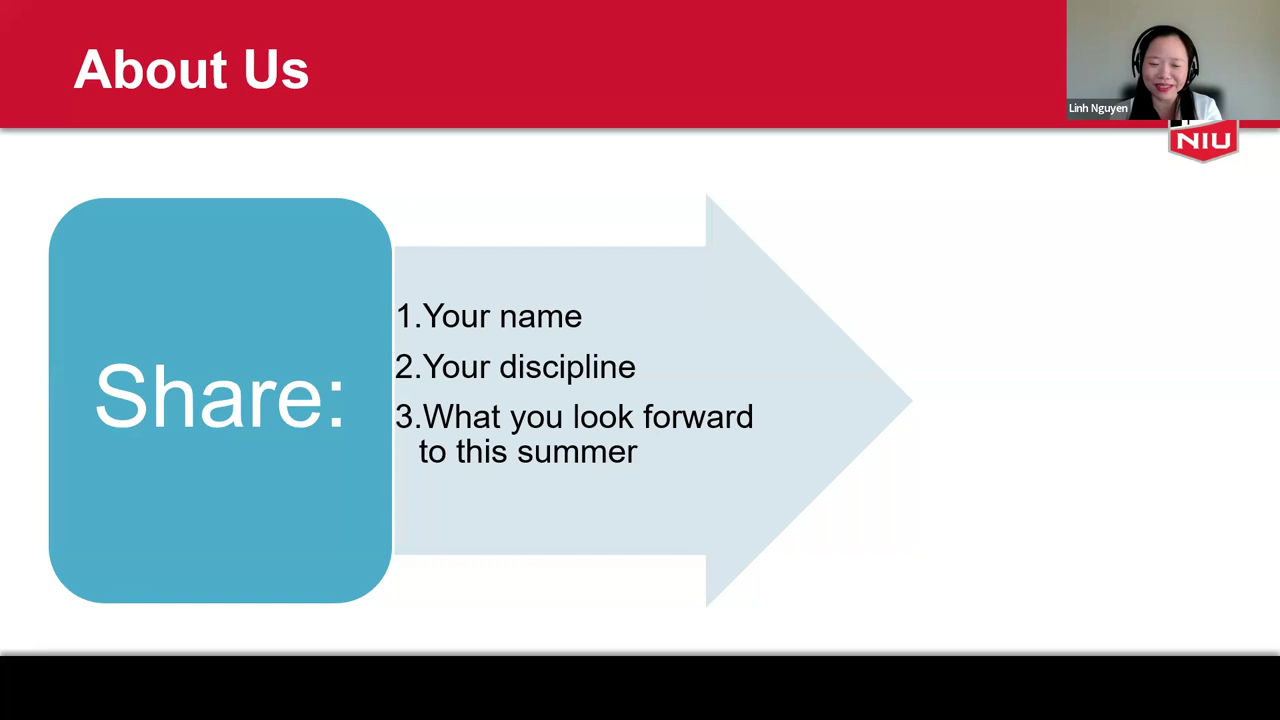 About Us
Linh Nguyen
NIU
Share:
1.Your name
2.Your discipline
3.What you look forward
to this summer